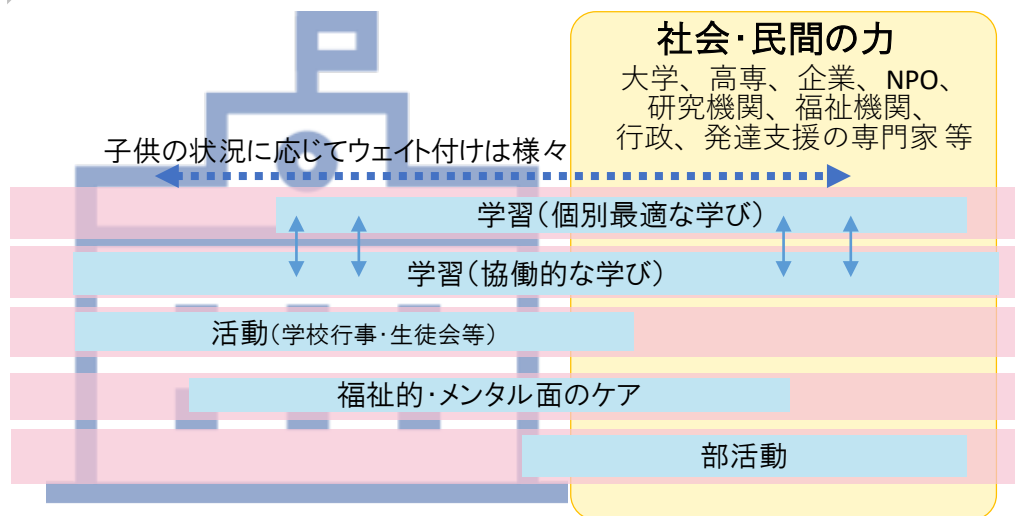 社会・民間の力
大学、高専、企業、NPO、
研究機関、福祉機関、
行政、発達支援の専門家 等
子供の状況に応じてウェイト付けは様々
学習（個別最適な学び）
学習（協働的な学び）
活動（学校行事・生徒会等）
福祉的・メンタル面のケア
部活動